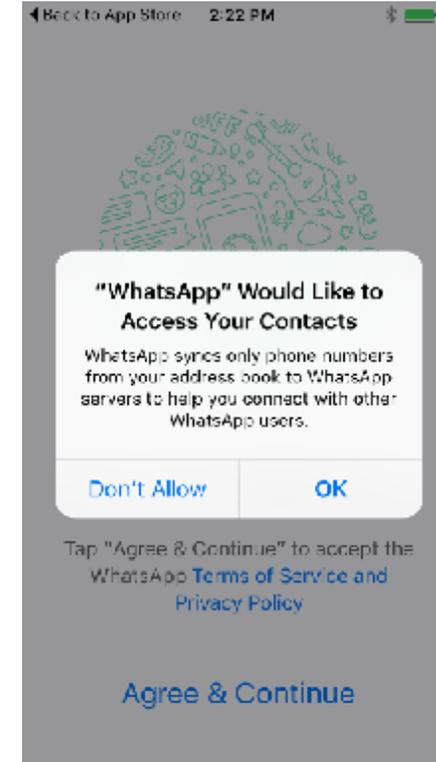 Back to App Store 2:22 PM
"WhatsApp" Would Like to
Access Your Contacts
WhatsApp syncs only phone numbers
from your address book to WhatsApp
servers to help you connect with other
WhatsApp users.
Don't Allow OK
Tap "Agree & Continue" to accept the
WhatsApp Terms of Service and
Privacy Policy
Agree & Continue